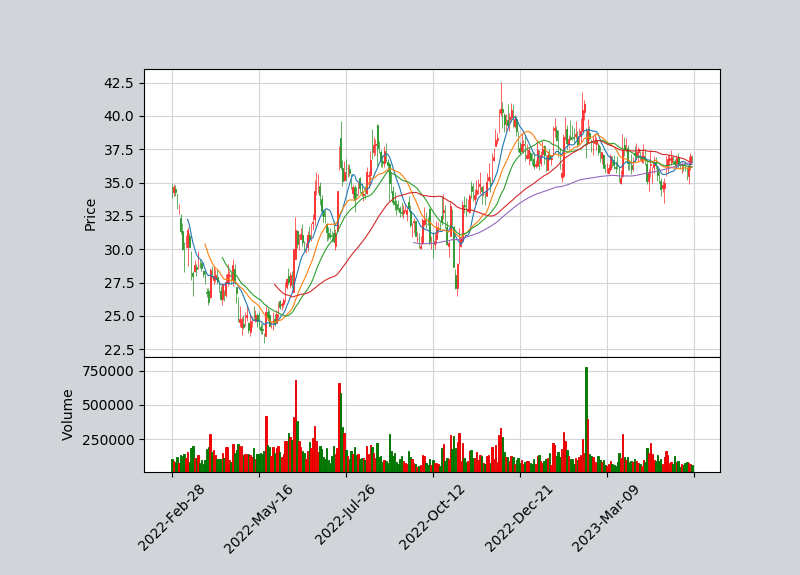 42.5
40.0
37.5
35.0
32.5
30.0
27.5
25.0
22.5
Price
750000
500000
250000
Volume
2022-Feb-28
2022-May-16
2022-Jul-26
2022-Oct-12
2022-Dec-21
2023-Mar-09